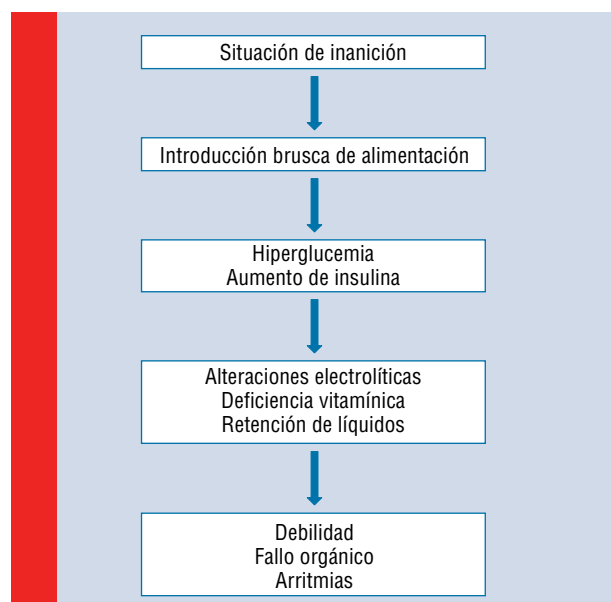 Situación de inanición
Introducción brusca de alimentación
Hiperglucemia
Aumento de insulina
Alteraciones electrolíticas
Deficiencia vitamínica
Retención de líquidos
Debilidad
Fallo orgánico
Arritmias